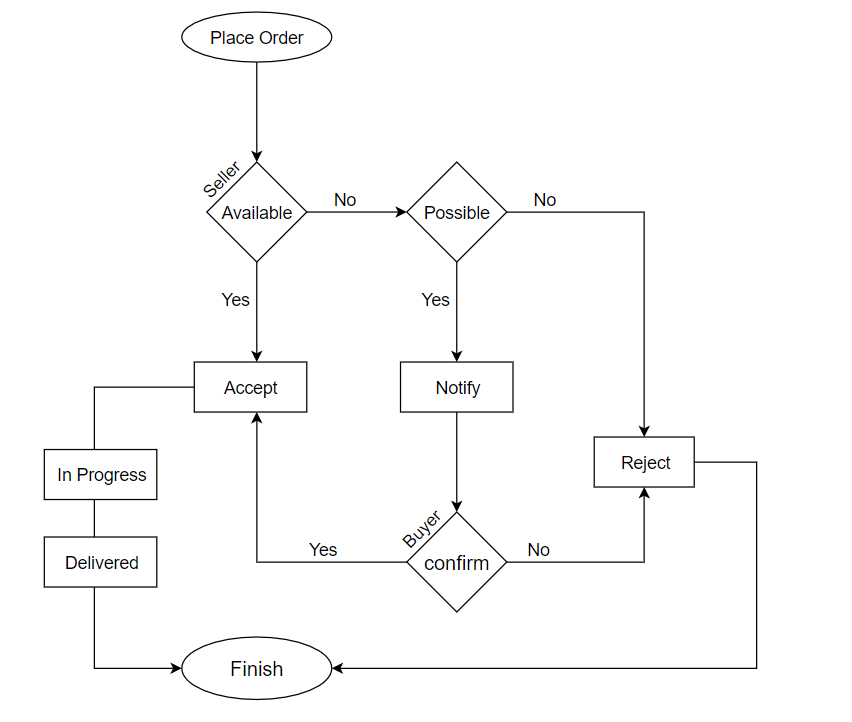 Place Order
Seller
Available
No
Possible
No
Yes
Yes
Accept
Notify
In Progress
Reject
Buyer
Delivered
Yes
confirm
No
Finish